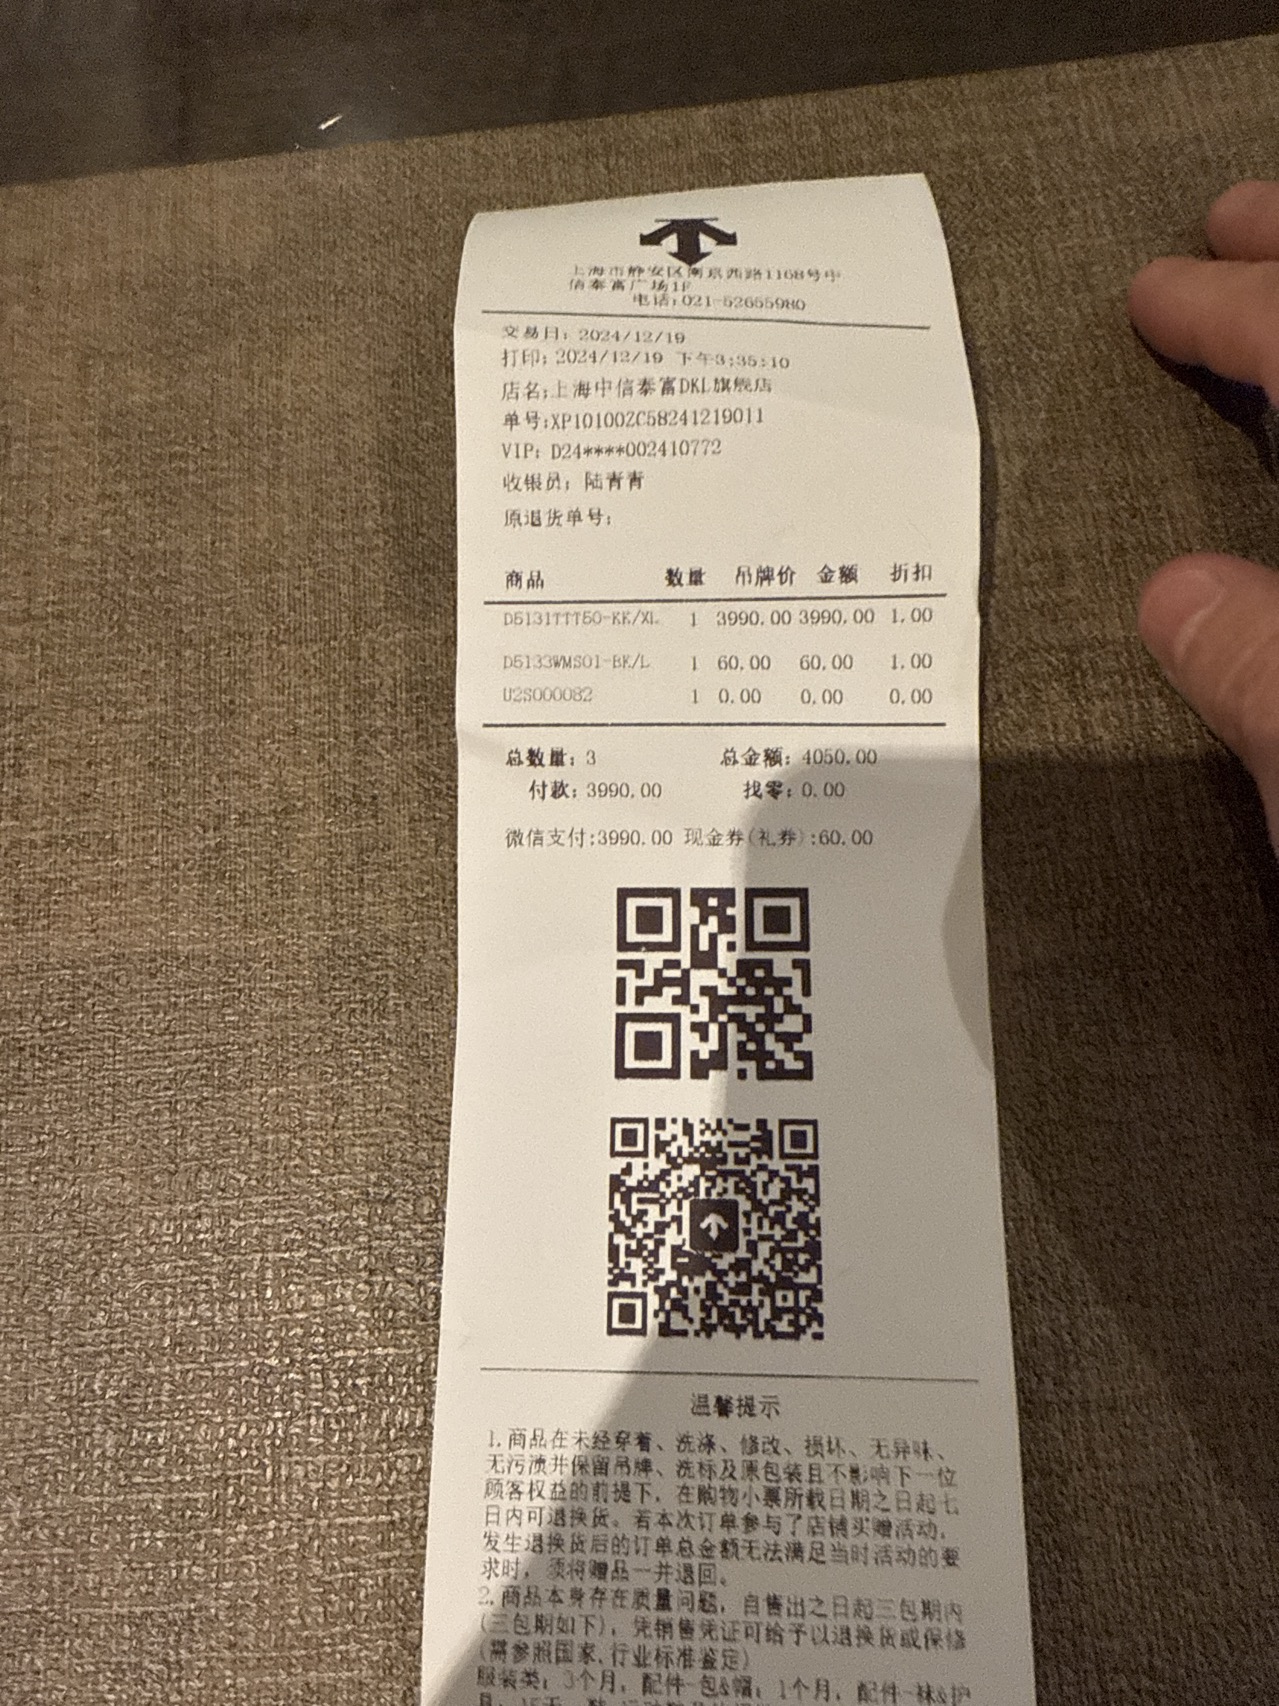 上海市静安区南京西路1168号中
信泰富广场1F
电话:021-52655980
交易日: 2024/12/19
打印: 2024/12/19 下午3:35:10
店名:上海中信泰富DKL旗舰店
单号:XP10100ZC58241219011
VIP: D24****002410772
收银员: 陆青青
原退货单号:
商品 数量 吊牌价 金额 折扣
D5131TTT50-KK/XL 1 3990.00 3990.00 1.00
D5133WMS01-BK/L 1 60.00 60.00 1.00
U2S000082 1 0.00 0.00 0.00
总数量: 3 总金额: 4050.00
付款: 3990.00 找零: 0.00
微信支付:3990.00 现金券(礼券):60.00
温馨提示
1.商品在未经穿着、洗涤、修改、损坏、无异味、
无污渍并保留吊牌、洗标及原包装且不影响下一位
顾客权益的前提下，在购物小票所载日期之日起七
日内可退换货。若本次订单参与了店铺买赠活动，
发生退换货后的订单总金额无法满足当时活动的要
求时，须将赠品一并退回。
2.商品本身存在质量问题，自售出之日起三包期内
(三包期如下)，凭销售凭证可给予以退换货或保修
(需参照国家、行业标准鉴定)
服装类: 3个月，配件-包&帽: 1个月，配件-袜&护